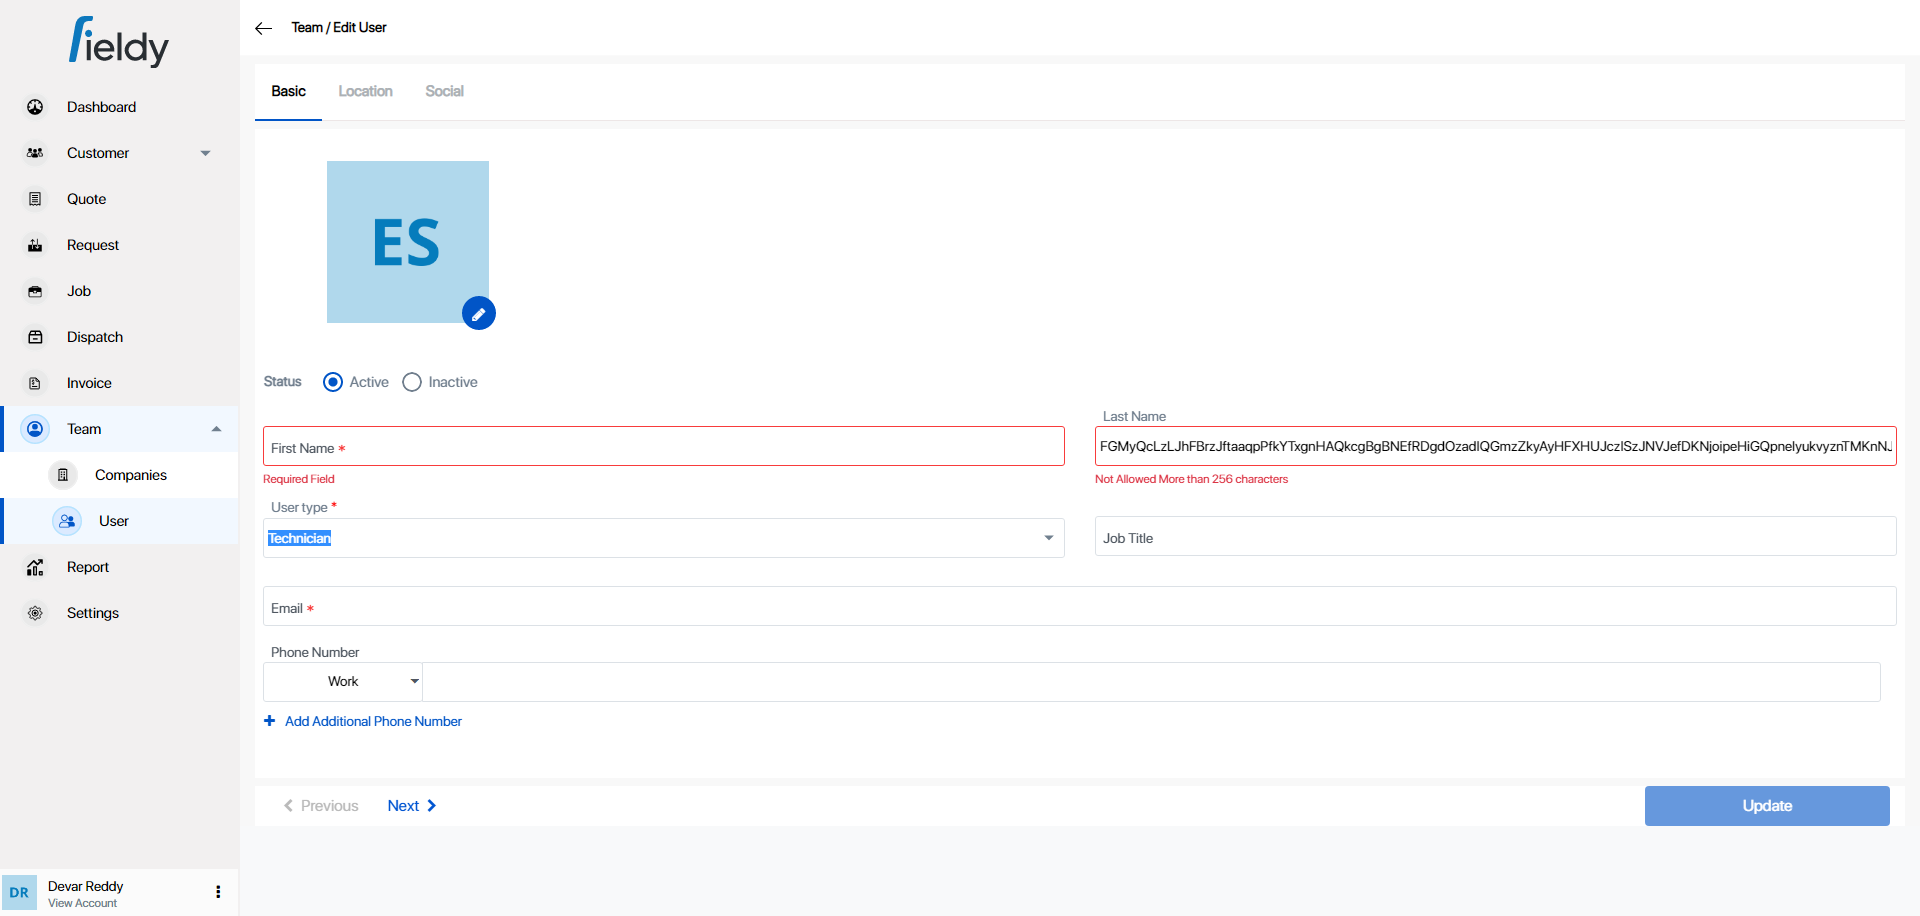 Fieldy
Dashboard
Customer
Quote
Request
Job
Dispatch
Invoice
Team
Companies
User
Report
Settings
DR
Devar Reddy
View Account
Team / Edit User
Basic Location Social
ES
Status Active Inactive
First Name *
Required Field
Last Name
Not Allowed More than 256 characters
User type *
Technician
Job Title
Email *
Phone Number
Work
+ Add Additional Phone Number
Previous Next
Update